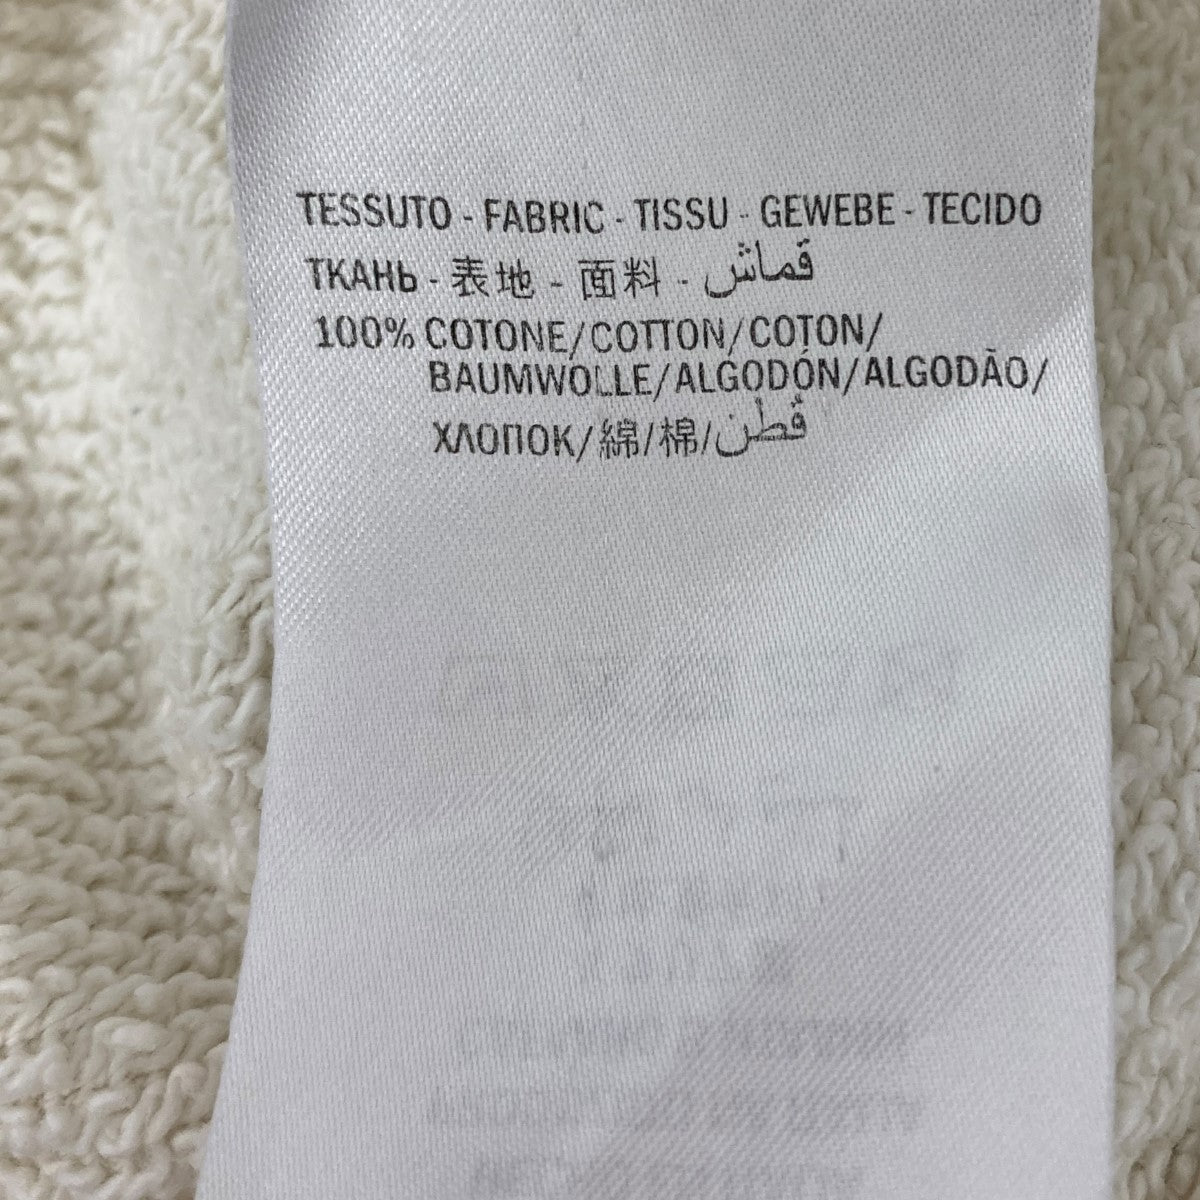 TESSUTO - FABRIC - TISSU - GEWEBE - TECIDO
ТКАНЬ - 表地 - 面料 - قماش
100% COTONE/COTTON/COTON/
BAUMWOLLE/ALGODÓN/ALGODÃO/
ХЛОПОК/綿/棉/قُطن